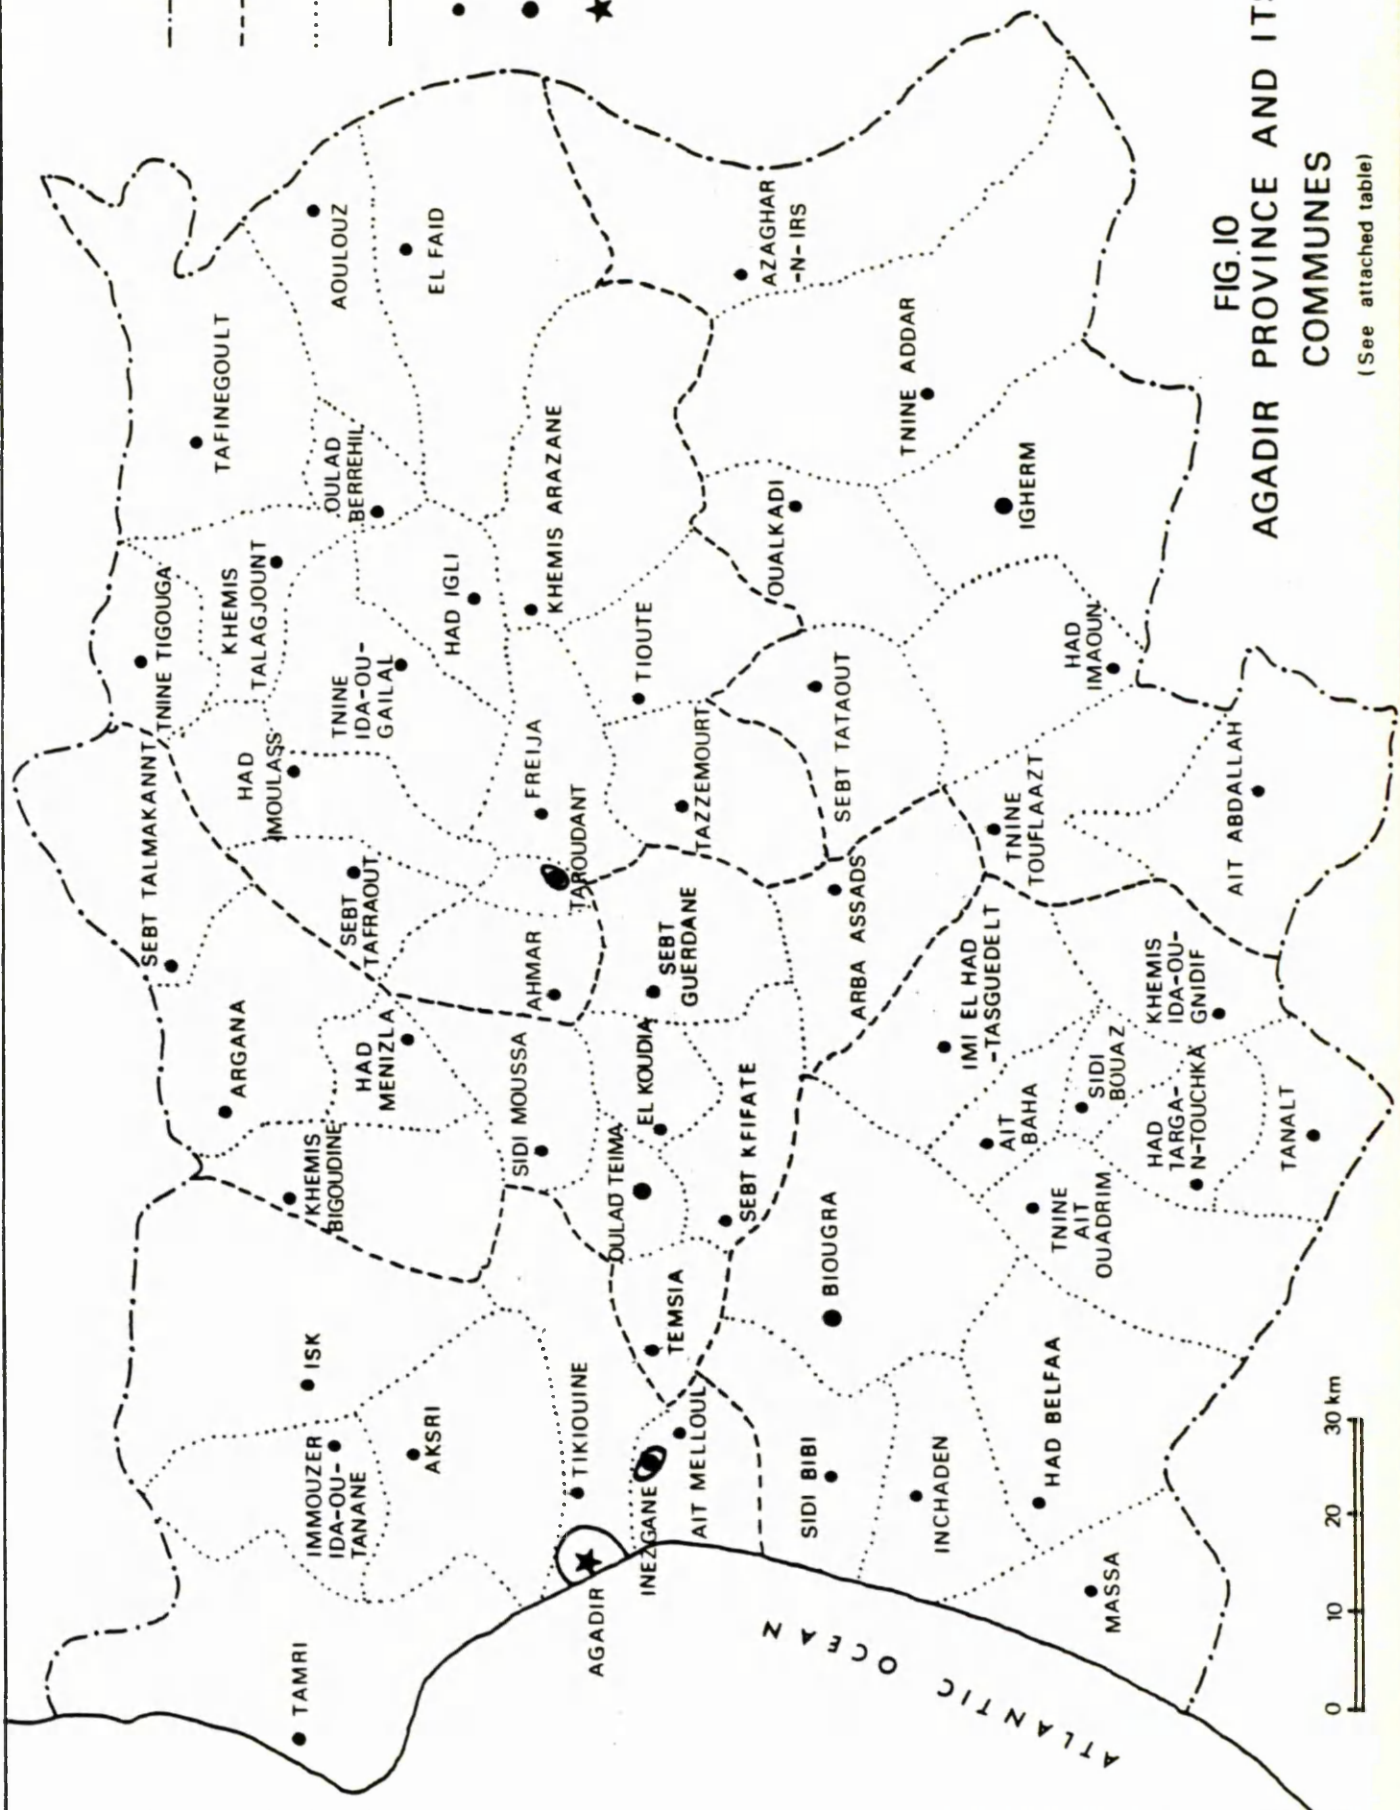 FIG.10
AGADIR PROVINCE AND ITS
COMMUNES
(See attached table)
TAMRI
IMMOUZER
IDA-OU-
TANANE
ISK
AKSRI
TIKIOUINE
AGADIR
INEZGANE
AIT MELLOUL
TEMSIA
KHEMIS
BIGOUDINE
ARGANA
HAD
MENIZLA
SEBT TALMAKANNT
SIDI MOUSSA
OULAD TEIMA
EL KOUDIA
SEBT KFIFATE
SEBT
GUERDANE
AHMAR
TAROUDANT
SEBT
TAFRAOUT
HAD
IMOULASS
TNINE TIGOUGA
KHEMIS
TALAGJOUNT
TNINE
IDA-OU-
GAILAL
HAD IGLI
FREIJA
TAZZEMOURT
TIOUTE
KHEMIS ARAZANE
OULAD
BERREHIL
TAFINEGOULT
AOULOUZ
EL FAID
AZAGHAR
-N-IRS
TNINE ADDAR
OUALKADI
IGHERM
HAD
IMAOUN
SEBT TATAOUT
ARBA ASSADS
TNINE
TOUFLAAZT
AIT ABDALLAH
IMI EL HAD
-TASGUEDELT
KHEMIS
IDA-OU-
GNIDIF
SIDI
BOUAZ
AIT
BAHA
HAD
TARGA-
N-TOUCHKA
TANALT
TNINE
AIT
OUADRIM
BIOUGRA
SIDI BIBI
INCHADEN
HAD BELFAA
MASSA
ATLANTIC OCEAN
0 10 20 30 km